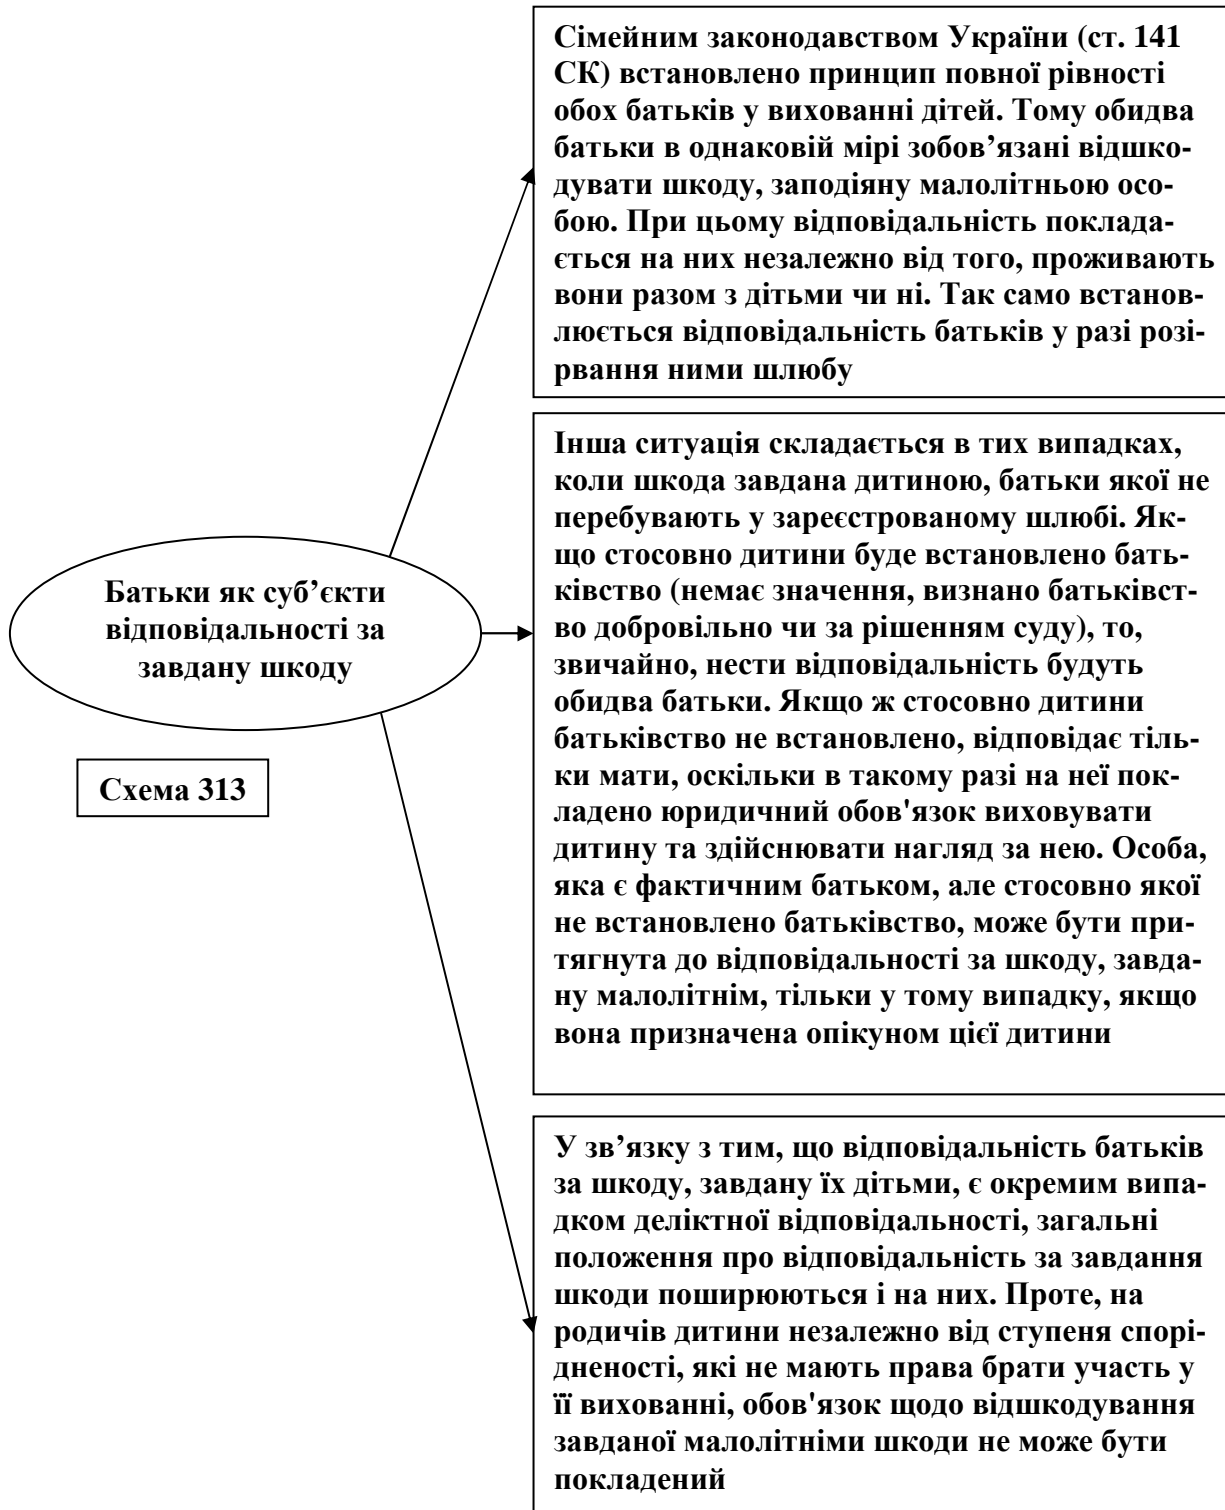 Сімейним законодавством України (ст. 141
СК) встановлено принцип повної рівності
обох батьків у вихованні дітей. Тому обидва
батьки в однаковій мірі зобов’язані відшко-
дувати шкоду, заподіяну малолітньою осо-
бою. При цьому відповідальність поклада-
ється на них незалежно від того, проживають
вони разом з дітьми чи ні. Так само встанов-
люється відповідальність батьків у разі розі-
рвання ними шлюбу
Інша ситуація складається в тих випадках,
коли шкода завдана дитиною, батьки якої не
перебувають у зареєстрованому шлюбі. Як-
що стосовно дитини буде встановлено бать-
ківство (немає значення, визнано батьківст-
во добровільно чи за рішенням суду), то,
звичайно, нести відповідальність будуть
обидва батьки. Якщо ж стосовно дитини
батьківство не встановлено, відповідає тіль-
ки мати, оскільки в такому разі на неї пок-
ладено юридичний обов'язок виховувати
дитину та здійснювати нагляд за нею. Особа,
яка є фактичним батьком, але стосовно якої
не встановлено батьківство, може бути при-
тягнута до відповідальності за шкоду, завда-
ну малолітнім, тільки у тому випадку, якщо
вона призначена опікуном цієї дитини
Батьки як суб’єкти
відповідальності за
завдану шкоду
Схема 313
У зв’язку з тим, що відповідальність батьків
за шкоду, завдану їх дітьми, є окремим випа-
дком деліктної відповідальності, загальні
положення про відповідальність за завдання
шкоди поширюються і на них. Проте, на
родичів дитини незалежно від ступеня спорі-
дненості, які не мають права брати участь у
її вихованні, обов'язок щодо відшкодування
завданої малолітніми шкоди не може бути
покладений